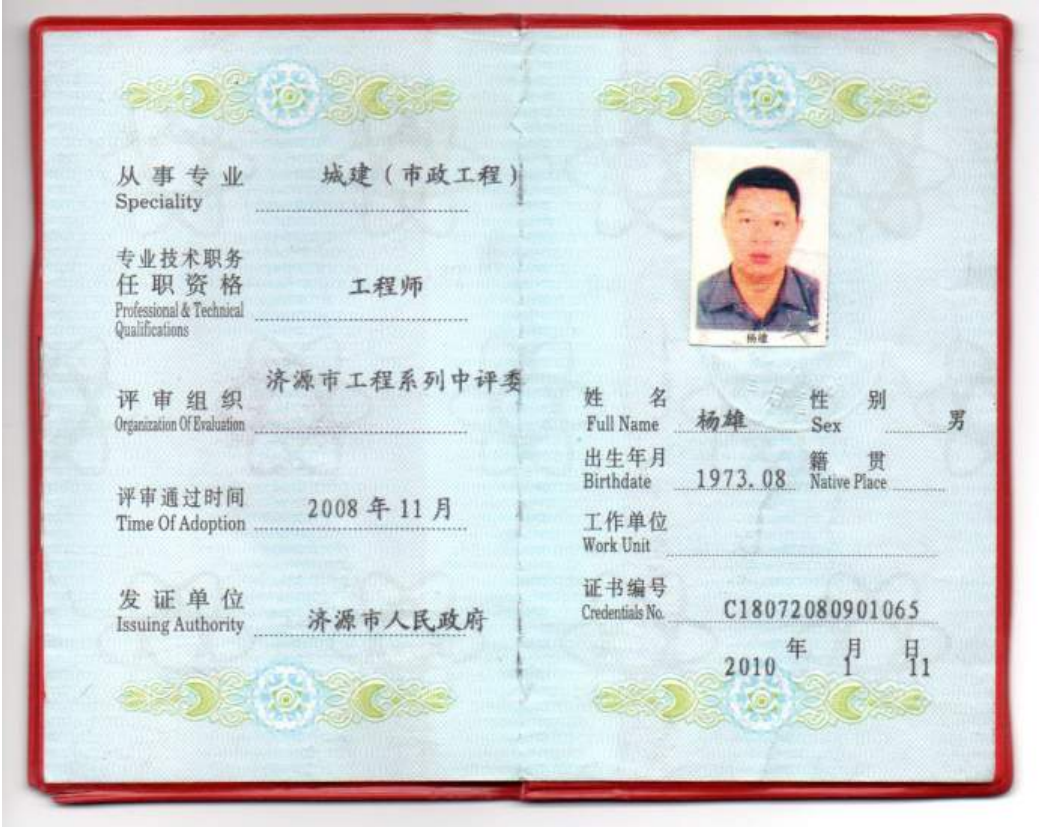 从事专业 城建（市政工程）
Speciality
专业技术职务
任职资格 工程师
Professional & Technical
Qualifications
济源市工程系列中评委
评审组织
Organization Of Evaluation
评审通过时间 2008年11月
Time Of Adoption
发证单位
Issuing Authority 济源市人民政府
杨雄
姓名 性别
Full Name 杨雄 Sex 男
出生年月 籍贯
Birthdate 1973.08 Native Place
工作单位
Work Unit
证书编号
Credentials No. C18072080901065
年 月 日
2010 1 11